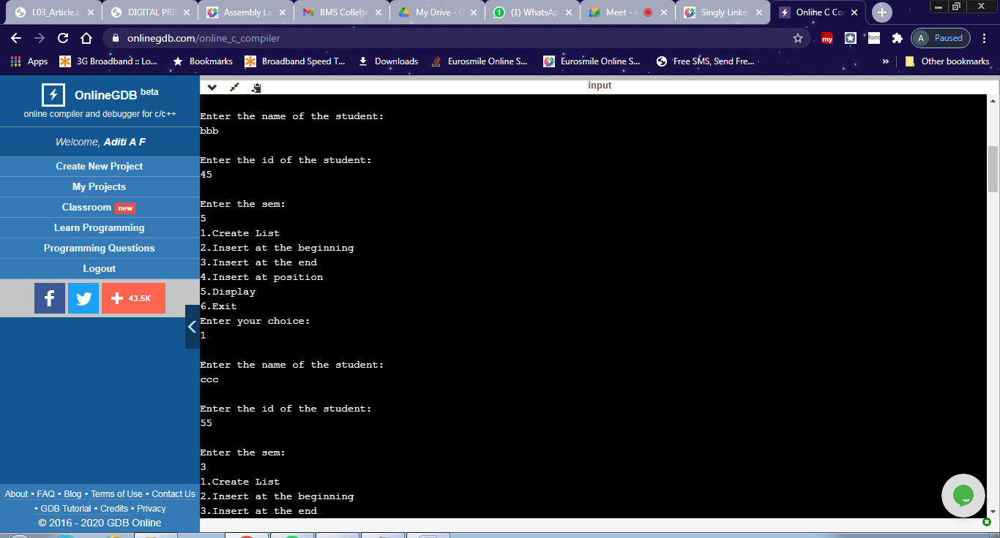 L03_Article.p
DIGITAL PRI
Assembly La
BMS College
My Drive - G
(1) WhatsAp
Meet -
Singly Linke
Online C Co
onlinegdb.com/online_c_compiler
my
font
A Paused
Apps
3G Broadband :: Lo...
Bookmarks
Broadband Speed T...
Downloads
Eurosmile Online S...
Eurosmile Online S...
Free SMS, Send Fre...
»
Other bookmarks
OnlineGDB beta
online compiler and debugger for c/c++
Welcome, Aditi A F
Create New Project
My Projects
Classroom new
Learn Programming
Programming Questions
Logout
43.5K
About • FAQ • Blog • Terms of Use • Contact Us
• GDB Tutorial • Credits • Privacy
© 2016 - 2020 GDB Online
input
Enter the name of the student:
bbb
Enter the id of the student:
45
Enter the sem:
5
1.Create List
2.Insert at the beginning
3.Insert at the end
4.Insert at position
5.Display
6.Exit
Enter your choice:
1
Enter the name of the student:
ccc
Enter the id of the student:
55
Enter the sem:
3
1.Create List
2.Insert at the beginning
3.Insert at the end